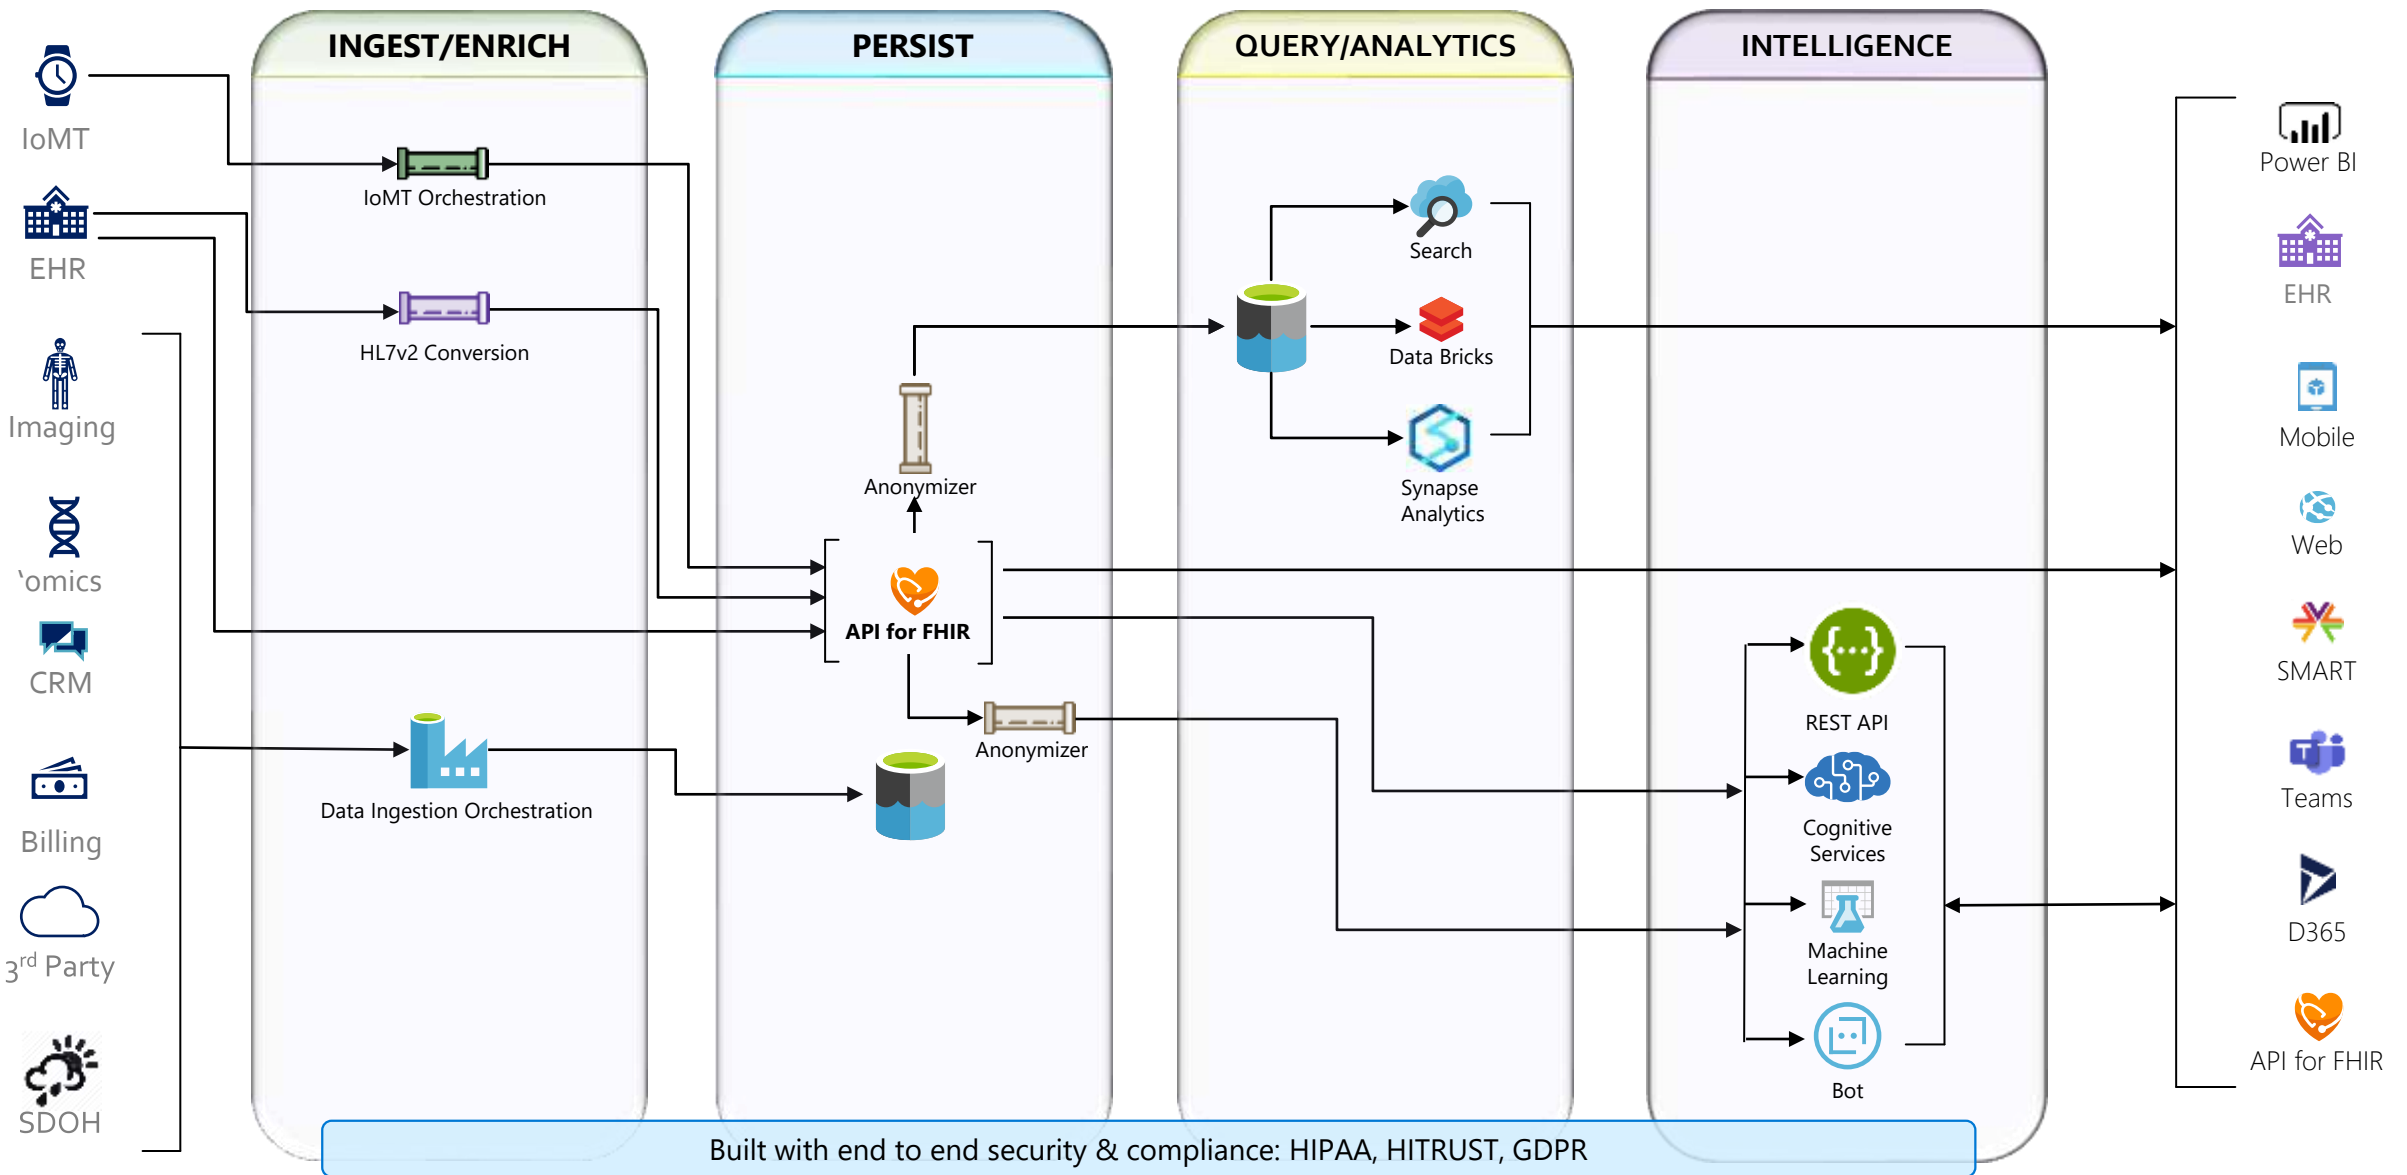 INGEST/ENRICH
PERSIST
QUERY/ANALYTICS
INTELLIGENCE
IoMT
EHR
Imaging
‘omics
CRM
Billing
3rd Party
SDOH
IoMT Orchestration
HL7v2 Conversion
Data Ingestion Orchestration
Anonymizer
API for FHIR
Anonymizer
Search
Data Bricks
Synapse
Analytics
REST API
Cognitive
Services
Machine
Learning
Bot
Power BI
EHR
Mobile
Web
SMART
Teams
D365
API for FHIR
Built with end to end security & compliance: HIPAA, HITRUST, GDPR